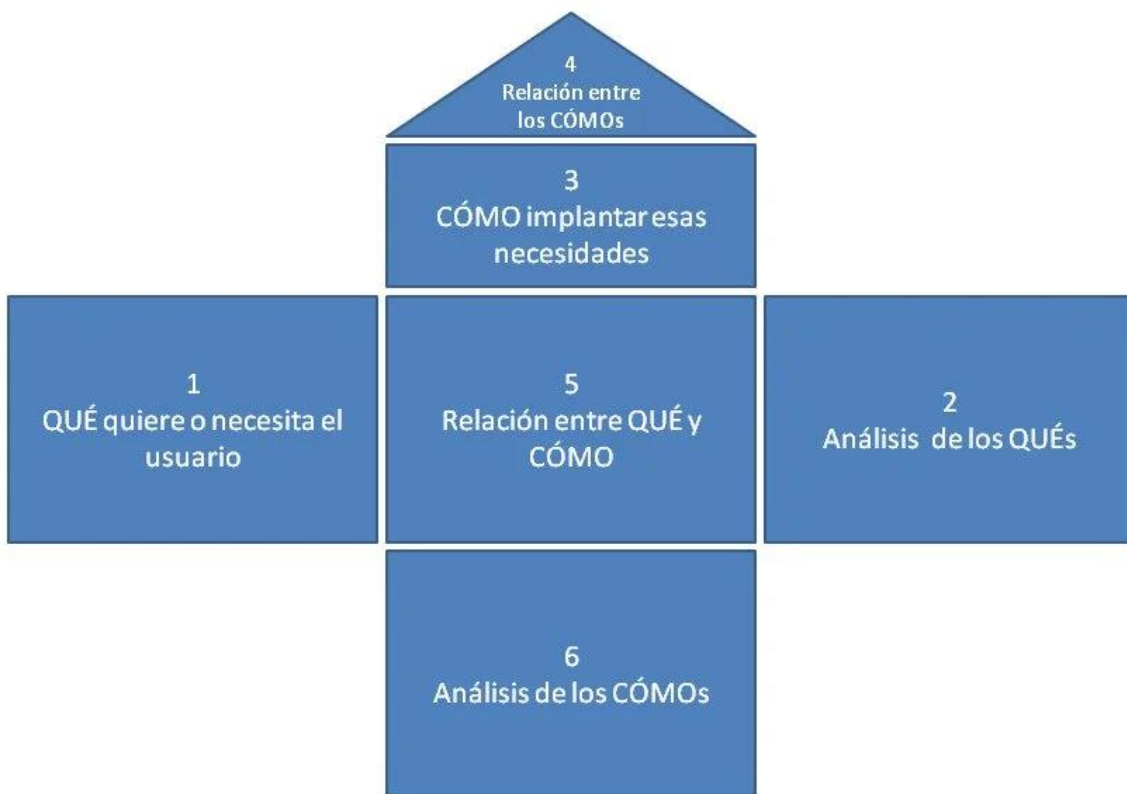 4
Relación entre
los CÓMOs
3
CÓMO implantar esas
necesidades
1
QUÉ quiere o necesita el
usuario
5
Relación entre QUÉ y
CÓMO
2
Análisis de los QUÉs
6
Análisis de los CÓMOs